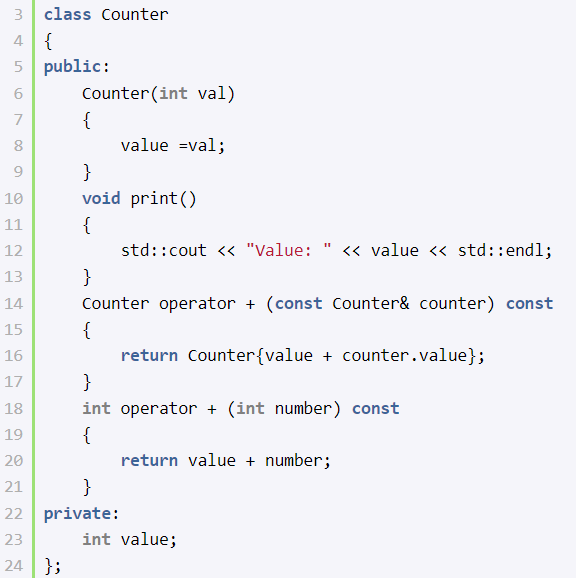 3 class Counter
4 {
5 public:
6     Counter(int val)
7     {
8         value =val;
9     }
10     void print()
11     {
12         std::cout << "Value: " << value << std::endl;
13     }
14     Counter operator + (const Counter& counter) const
15     {
16         return Counter{value + counter.value};
17     }
18     int operator + (int number) const
19     {
20         return value + number;
21     }
22 private:
23     int value;
24 };